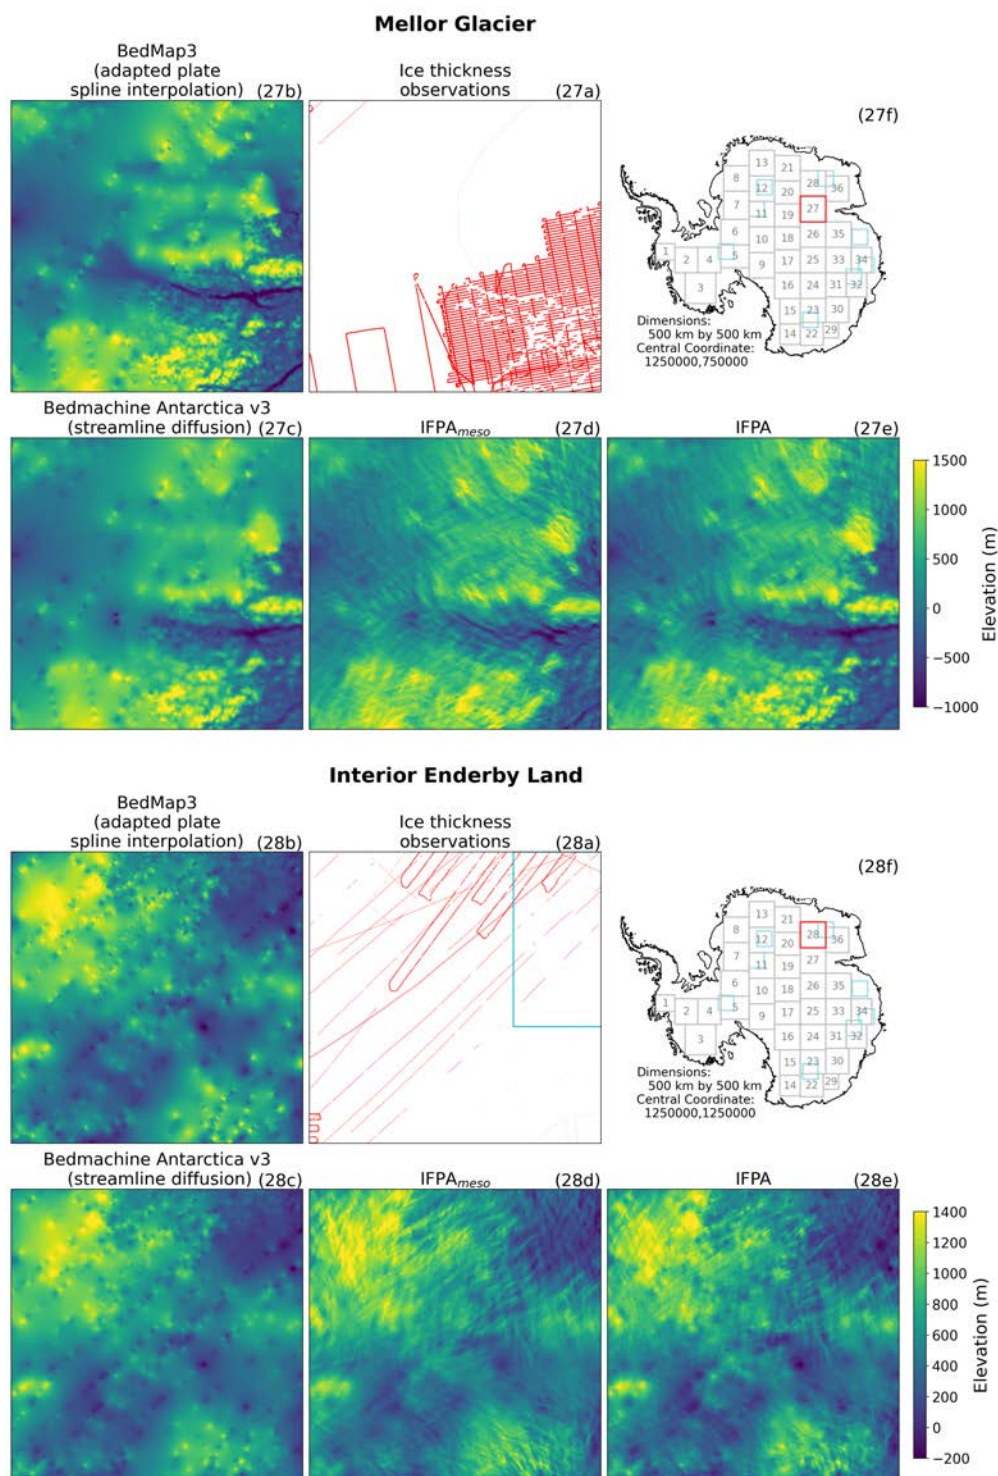 Mellor Glacier
BedMap3
(adapted plate
spline interpolation) (27b)
Ice thickness
observations (27a)
(27f)
13
21
8
12
20
28
36
7
11
19
27
6
10
18
26
35
1
2
4
5
9
17
25
33
34
3
16
24
31
32
15
23
30
14
22
29
Dimensions:
500 km by 500 km
Central Coordinate:
1250000,750000
Bedmachine Antarctica v3
(streamline diffusion) (27c)
IFPAmeso (27d)
IFPA (27e)
1500
1000
500
0
−500
−1000
Elevation (m)
Interior Enderby Land
BedMap3
(adapted plate
spline interpolation) (28b)
Ice thickness
observations (28a)
(28f)
13
21
8
12
20
28
36
7
11
19
27
6
10
18
26
35
1
2
4
5
9
17
25
33
34
3
16
24
31
32
15
23
30
14
22
29
Dimensions:
500 km by 500 km
Central Coordinate:
1250000,1250000
Bedmachine Antarctica v3
(streamline diffusion) (28c)
IFPAmeso (28d)
IFPA (28e)
1400
1200
1000
800
600
400
200
0
−200
Elevation (m)